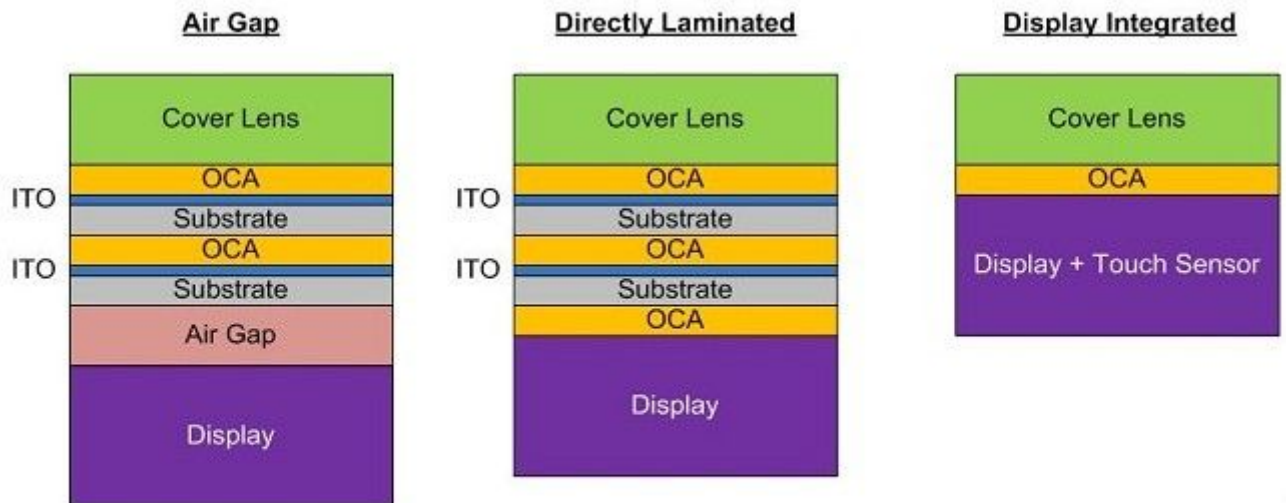 Air Gap
Cover Lens
OCA
ITO
Substrate
OCA
ITO
Substrate
Air Gap
Display
Directly Laminated
Cover Lens
OCA
ITO
Substrate
OCA
ITO
Substrate
OCA
Display
Display Integrated
Cover Lens
OCA
Display + Touch Sensor